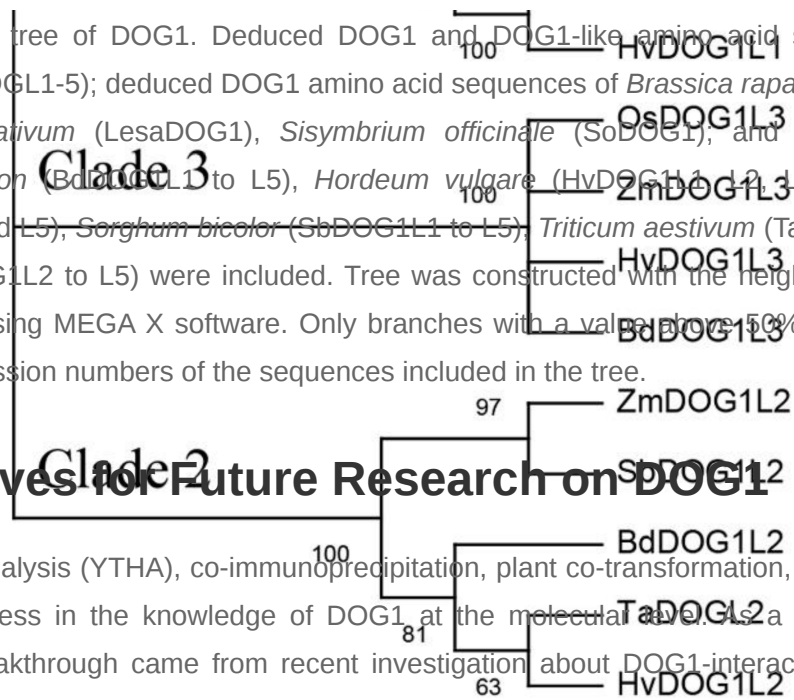 tree of DOG1. Deduced DOG1 and DOG1-like amino acid s
100
HvDOG1L1
OGL1-5); deduced DOG1 amino acid sequences of Brassica rapa
OsDOG1L3
ativum (LesaDOG1), Sisymbrium officinale (SoDOG1); and
Clade 3
on (BdDOG1L1 to L5), Hordeum vulgare (HvDOG1L1, L2, L
100
ZmDOG1L3
d L5), Sorghum bicolor (SbDOG1L1 to L5), Triticum aestivum (Ta
G1L2 to L5) were included. Tree was constructed with the neigh
HvDOG1L3
sing MEGA X software. Only branches with a value above 50%
BdDOG1L3
ssion numbers of the sequences included in the tree.
97
ZmDOG1L2
Clade 2
ves for Future Research on DOG1
SbDOG1L2
BdDOG1L2
100
alysis (YTHA), co-immunoprecipitation, plant co-transformation,
ess in the knowledge of DOG1 at the molecular level. As a
TaDOGL2
81
eakthrough came from recent investigation about DOG1-interac
63
HvDOG1L2